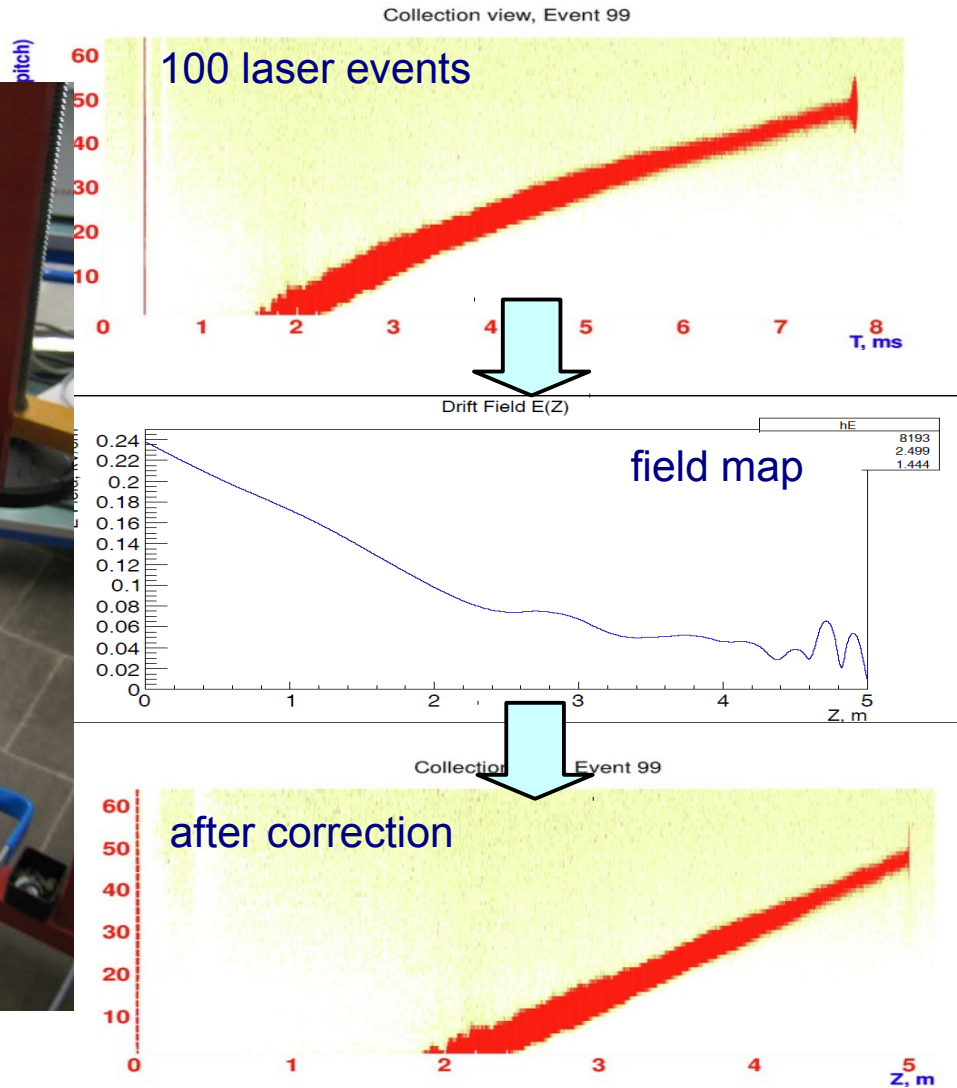 Collection view, Event 99
pitch)
100 laser events
60
50
40
30
20
10
0 1 2 3 4 5 6 7 8
T, ms
Drift Field E(Z)
hE
8193
2.499
1.444
field map
0.24
0.22
0.2
0.18
0.16
0.14
0.12
0.1
0.08
0.06
0.04
0.02
0
0 1 2 3 4 5
Z, m
Event 99
after correction
60
50
40
30
20
10
0 1 2 3 4 5
Z, m